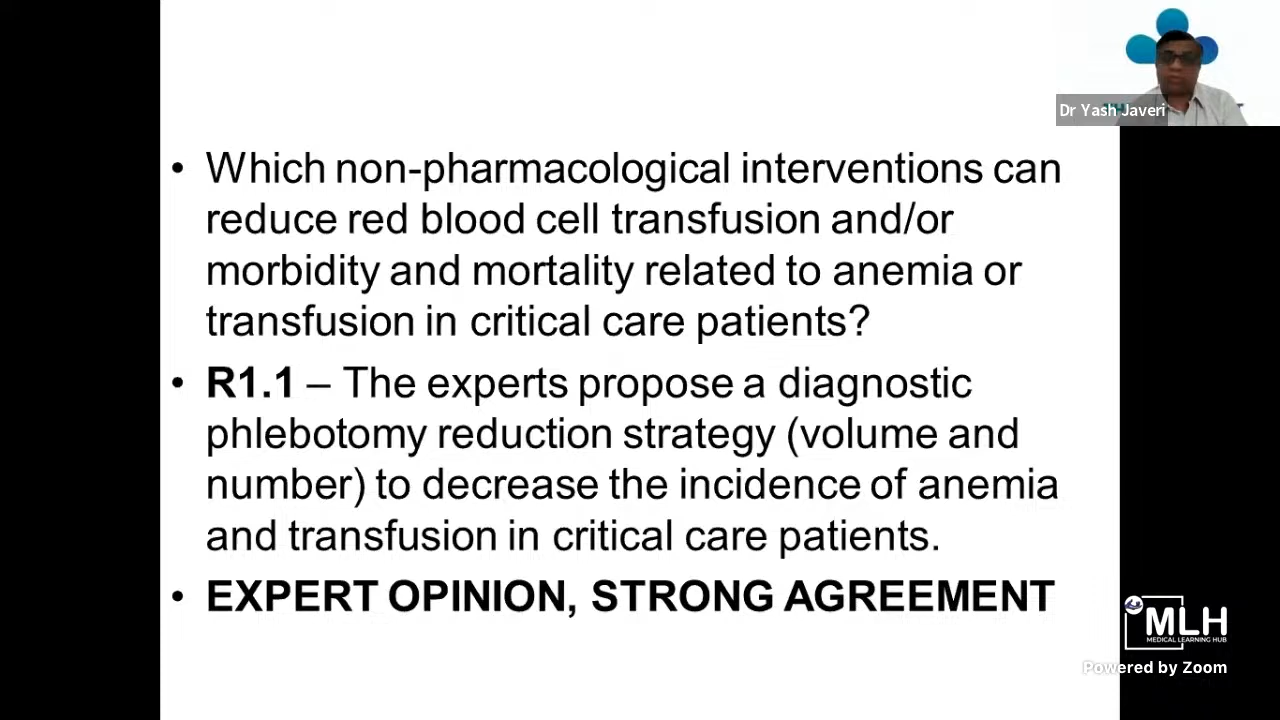 • Which non-pharmacological interventions can
reduce red blood cell transfusion and/or
morbidity and mortality related to anemia or
transfusion in critical care patients?
• R1.1 – The experts propose a diagnostic
phlebotomy reduction strategy (volume and
number) to decrease the incidence of anemia
and transfusion in critical care patients.
• EXPERT OPINION, STRONG AGREEMENT
Dr Yash Javeri
MLH
MEDICAL LEARNING HUB
Powered by Zoom